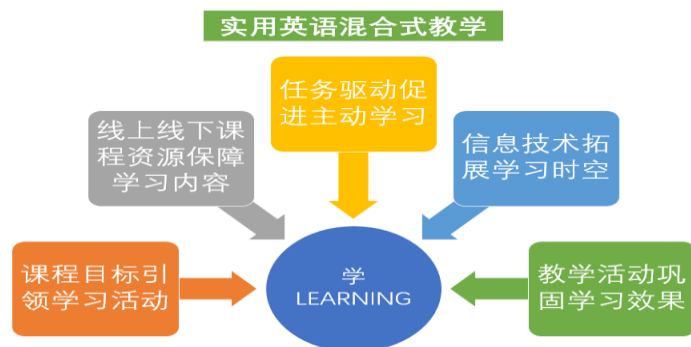 实用英语混合式教学
任务驱动促
进主动学习
线上线下课
程资源保障
学习内容
信息技术拓
展学习时空
课程目标引
领学习活动
学
LEARNING
教学活动巩
固学习效果